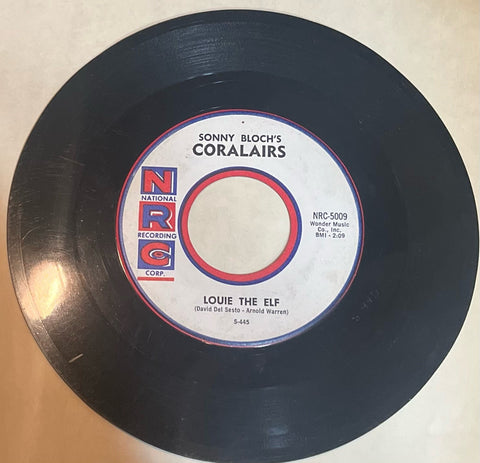 SONNY BLOCH'S
CORALAIRS
N
NATIONAL
R
RECORDING
C
CORP.
NRC-5009
Wonder Music
Co., Inc.
BMI - 2:09
LOUIE THE ELF
(David Del Sesto - Arnold Warren)
S-445
S-445